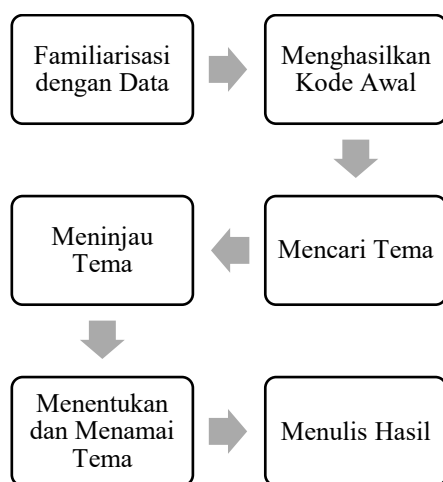 Familiarisasi
dengan Data
Menghasilkan
Kode Awal
Mencari Tema
Meninjau
Tema
Menentukan
dan Menamai
Tema
Menulis Hasil